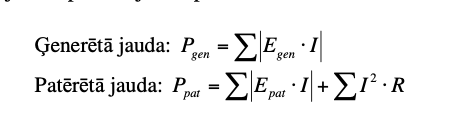 Ģenerētā jauda: P_gen = ∑|E_gen · I|
Patērētā jauda: P_pat = ∑|E_pat · I| + ∑I² · R